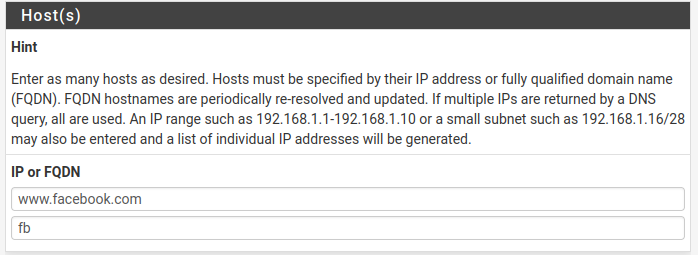 Host(s)
Hint
Enter as many hosts as desired. Hosts must be specified by their IP address or fully qualified domain name
(FQDN). FQDN hostnames are periodically re-resolved and updated. If multiple IPs are returned by a DNS
query, all are used. An IP range such as 192.168.1.1-192.168.1.10 or a small subnet such as 192.168.1.16/28
may also be entered and a list of individual IP addresses will be generated.
IP or FQDN
www.facebook.com
fb